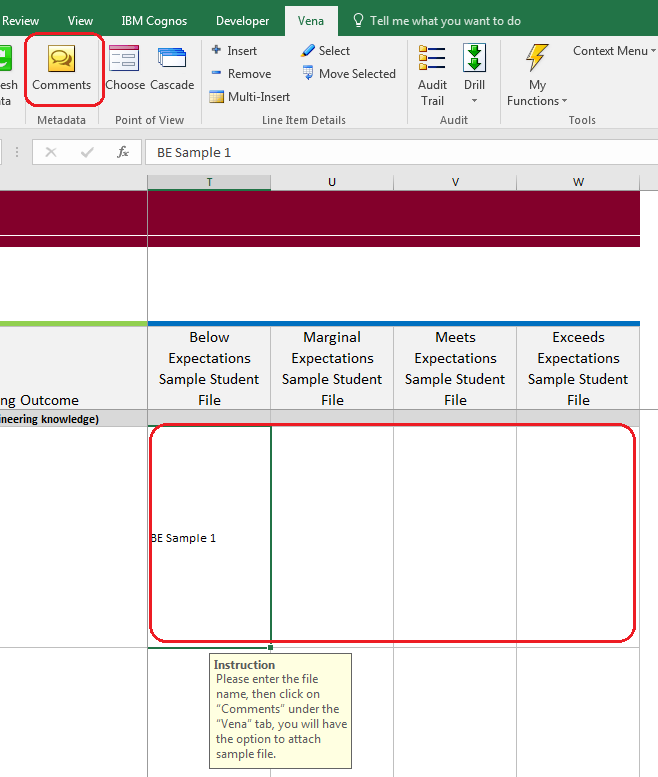 Review View IBM Cognos Developer Vena Tell me what you want to do
esh
ta
Comments
Metadata
Choose Cascade
Point of View
Insert
Remove
Multi-Insert
Select
Move Selected
Line Item Details
Audit
Trail
Drill
Audit
My
Functions
Context Menu
Tools
fx BE Sample 1
T U V W
ng Outcome
Below
Expectations
Sample Student
File
Marginal
Expectations
Sample Student
File
Meets
Expectations
Sample Student
File
Exceeds
Expectations
Sample Student
File
ineering knowledge)
BE Sample 1
Instruction
Please enter the file
name, then click on
“Comments” under the
“Vena” tab, you will have
the option to attach
sample file.